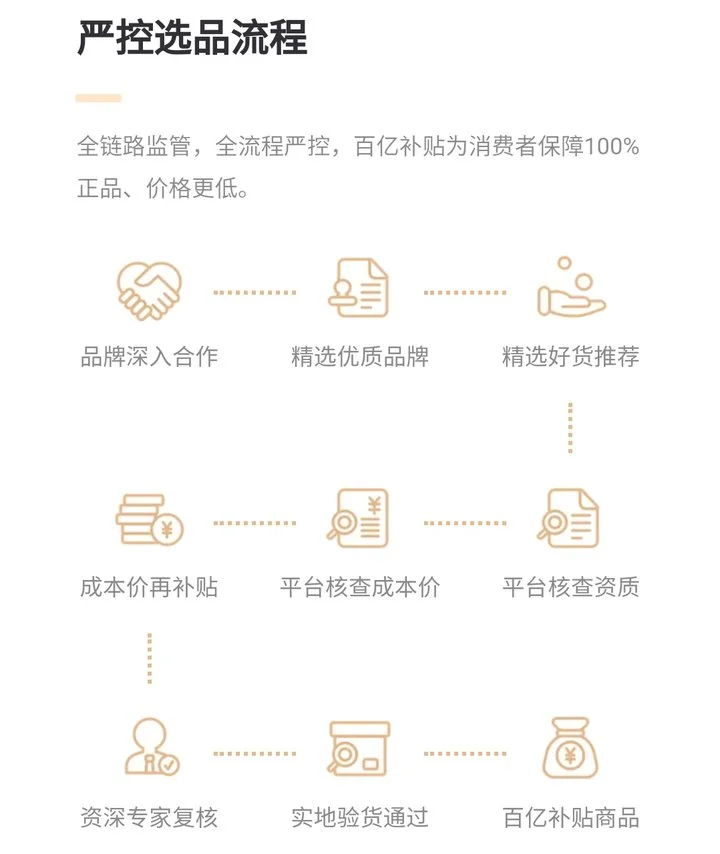 严控选品流程
全链路监管，全流程严控，百亿补贴为消费者保障100%
正品、价格更低。
品牌深入合作 精选优质品牌 精选好货推荐
¥ ¥
成本价再补贴 平台核查成本价 平台核查资质
¥
资深专家复核 实地验货通过 百亿补贴商品